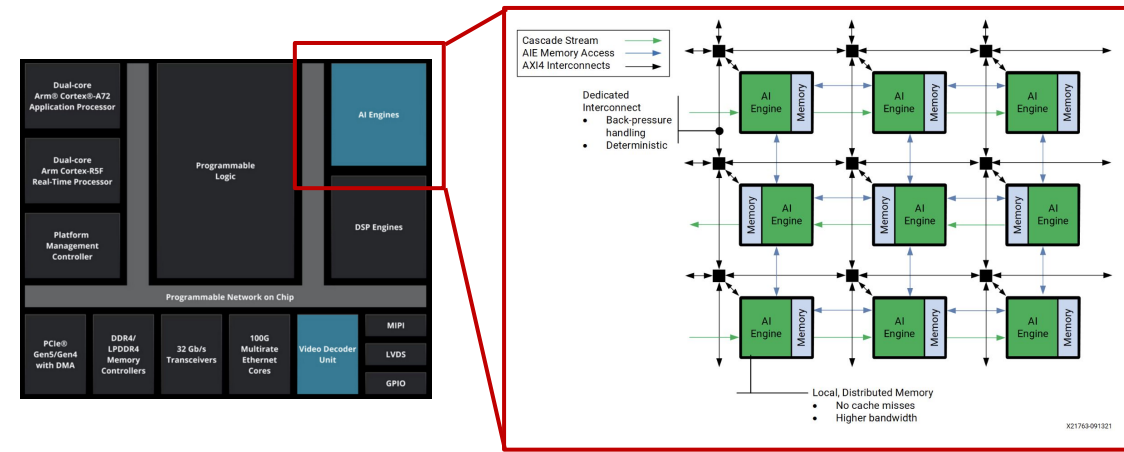 Dual-core
Arm® Cortex®-A72
Application Processor
Dual-core
Arm Cortex-R5F
Real-Time Processor
Platform
Management
Controller
Programmable
Logic
AI Engines
DSP Engines
Programmable Network on Chip
PCIe®
Gen5/Gen4
with DMA
DDR4/
LPDDR4
Memory
Controllers
32 Gb/s
Transceivers
100G
Multirate
Ethernet
Cores
Video Decoder
Unit
MIPI
LVDS
GPIO
Cascade Stream
AIE Memory Access
AXI4 Interconnects
Dedicated
Interconnect
• Back-pressure
handling
• Deterministic
AI
Engine
Memory
AI
Engine
Memory
AI
Engine
Memory
Memory
AI
Engine
Memory
AI
Engine
Memory
AI
Engine
AI
Engine
Memory
AI
Engine
Memory
AI
Engine
Memory
Local, Distributed Memory
• No cache misses
• Higher bandwidth
X21763-091321